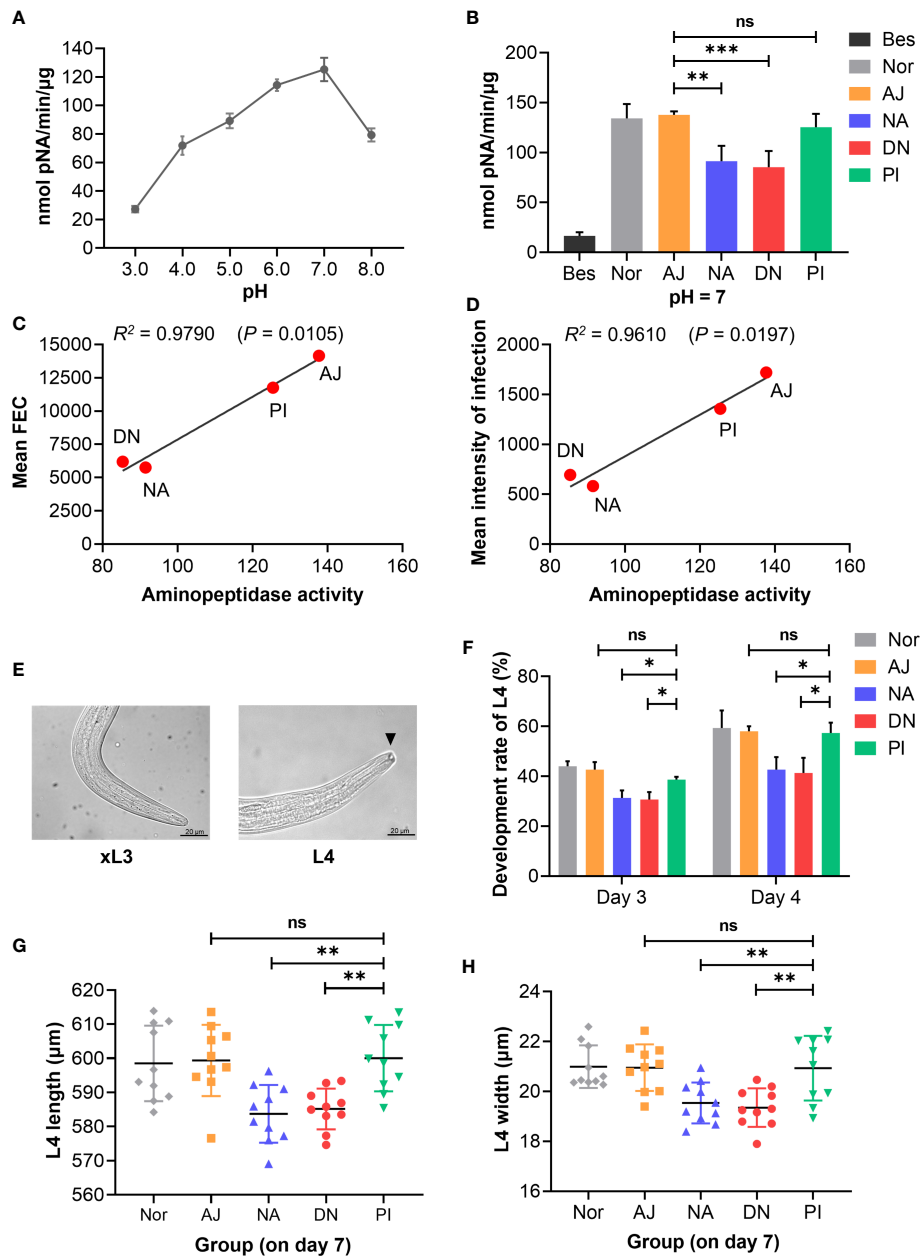 A
nmol pNA/min/µg
140
120
100
80
60
40
20
0
3.0 4.0 5.0 6.0 7.0 8.0
pH
B
nmol pNA/min/µg
200
150
100
50
0
ns
***
**
Bes Nor AJ NA DN PI
pH = 7
Bes
Nor
AJ
NA
DN
PI
C
R² = 0.9790 (P = 0.0105)
Mean FEC
15000
12500
10000
7500
5000
2500
0
DN
NA
PI
AJ
80 100 120 140 160
Aminopeptidase activity
D
R² = 0.9610 (P = 0.0197)
Mean intensity of infection
2000
1500
1000
500
0
DN
NA
PI
AJ
80 100 120 140 160
Aminopeptidase activity
E
20 µm
20 µm
xL3 L4
F
Development rate of L4 (%)
80
60
40
20
0
ns
*
*
ns
*
*
Day 3 Day 4
Nor
AJ
NA
DN
PI
G
L4 length (µm)
620
610
600
590
580
570
560
ns
**
**
Nor AJ NA DN PI
Group (on day 7)
H
L4 width (µm)
24
22
20
18
16
ns
**
**
Nor AJ NA DN PI
Group (on day 7)